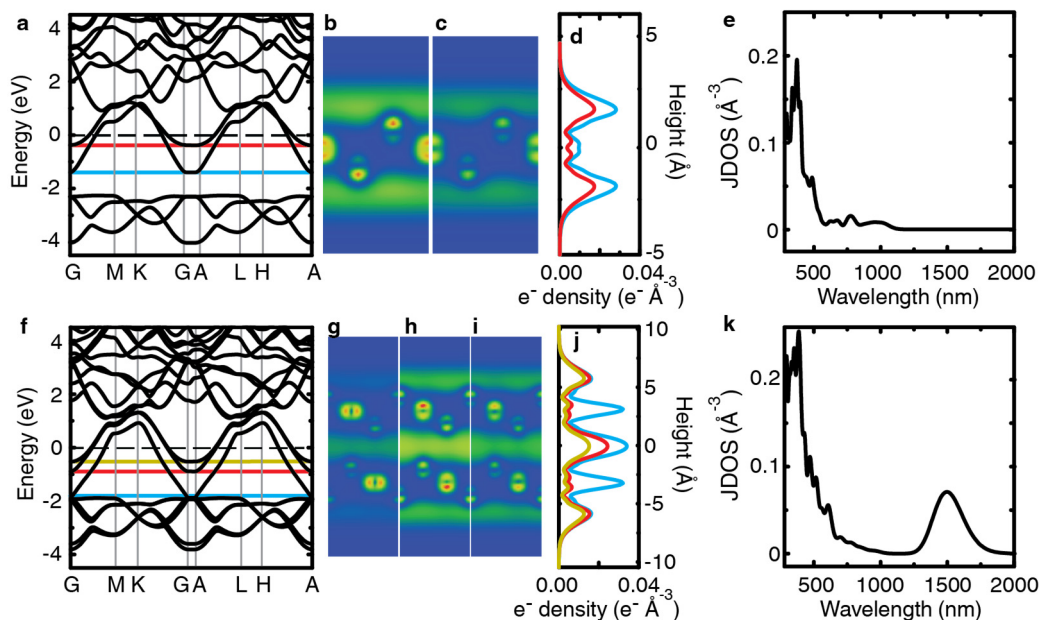 a
4
2
0
-2
-4
Energy (eV)
G M K G A L H A
b
c
d
5
0
-5
Height (Å)
0.00 0.04
e⁻ density (e⁻ Å⁻³)
e
0.2
0.1
0
JDOS (Å⁻³)
500 1000 1500 2000
Wavelength (nm)
f
4
2
0
-2
-4
Energy (eV)
G M K G A L H A
g
h
i
j
10
5
0
-5
-10
Height (Å)
0.00 0.04
e⁻ density (e⁻ Å⁻³)
k
0.2
0.1
0
JDOS (Å⁻³)
500 1000 1500 2000
Wavelength (nm)